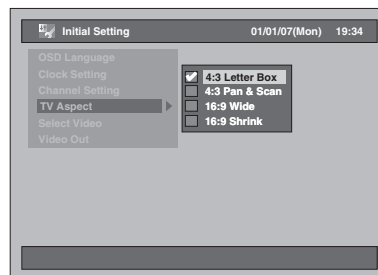 Initial Setting 01/01/07(Mon) 19:34
OSD Language
Clock Setting
Channel Setting
TV Aspect
Select Video
Video Out
4:3 Letter Box
4:3 Pan & Scan
16:9 Wide
16:9 Shrink